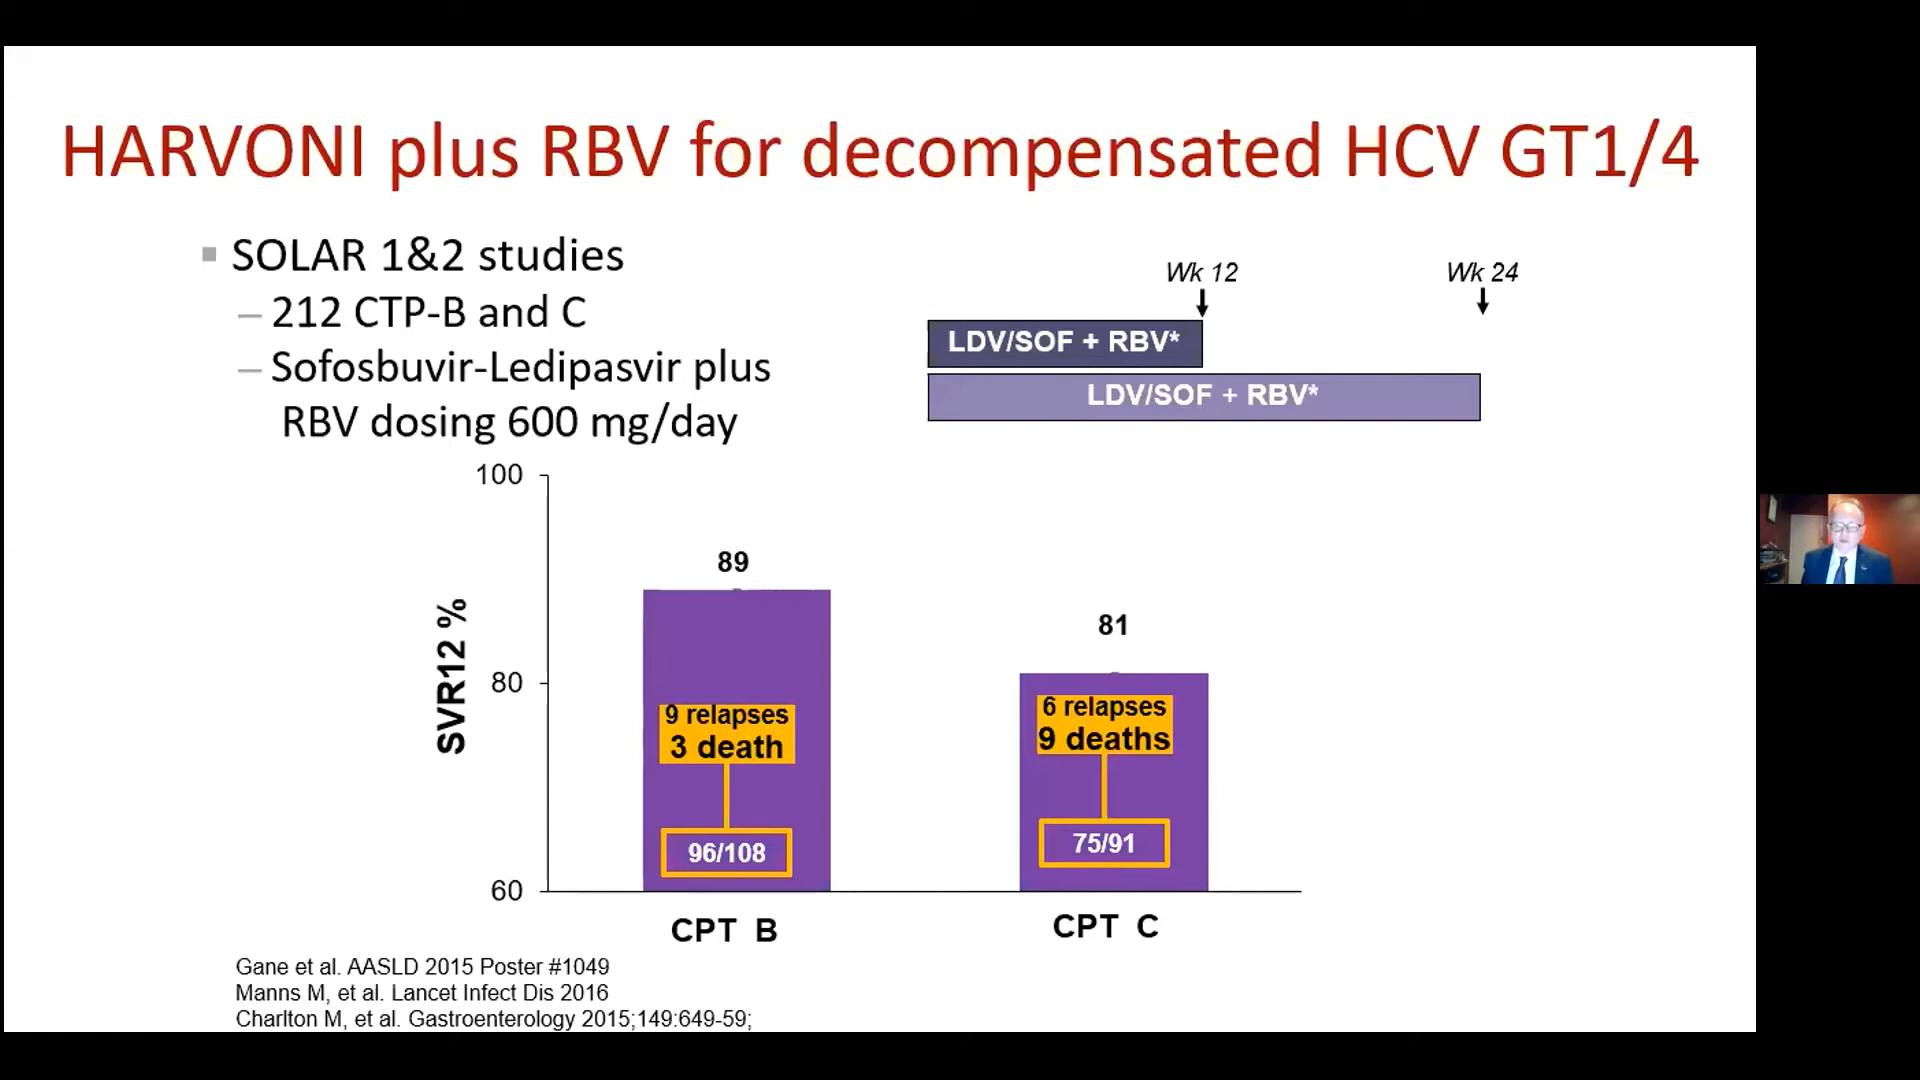 HARVONI plus RBV for decompensated HCV GT1/4
▪ SOLAR 1&2 studies
– 212 CTP-B and C
– Sofosbuvir-Ledipasvir plus
RBV dosing 600 mg/day
Wk 12
Wk 24
LDV/SOF + RBV*
LDV/SOF + RBV*
SVR12 %
100
80
60
89
9 relapses
3 death
96/108
81
6 relapses
9 deaths
75/91
CPT B
CPT C
Gane et al. AASLD 2015 Poster #1049
Manns M, et al. Lancet Infect Dis 2016
Charlton M, et al. Gastroenterology 2015;149:649-59;